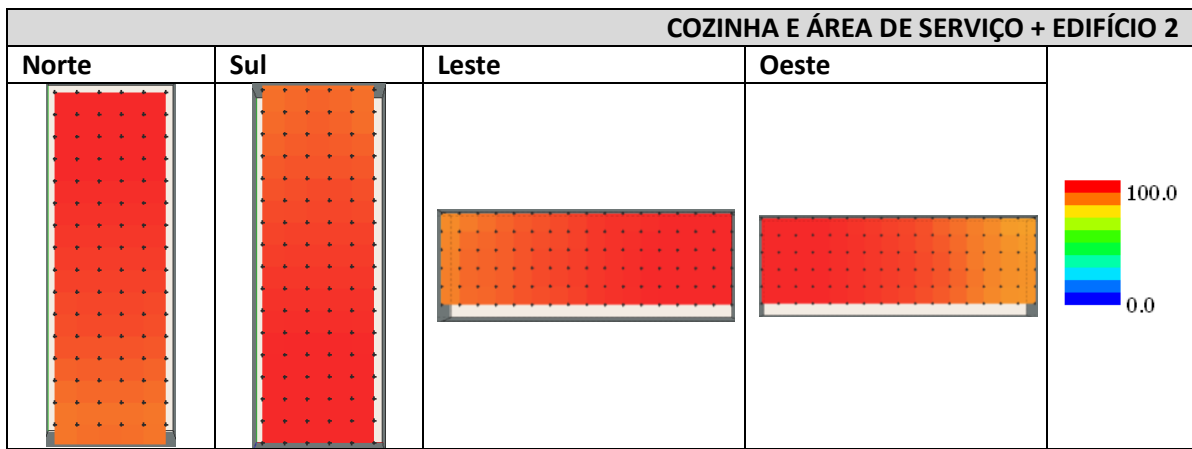 COZINHA E ÁREA DE SERVIÇO + EDIFÍCIO 2
Norte Sul Leste Oeste
100.0
0.0